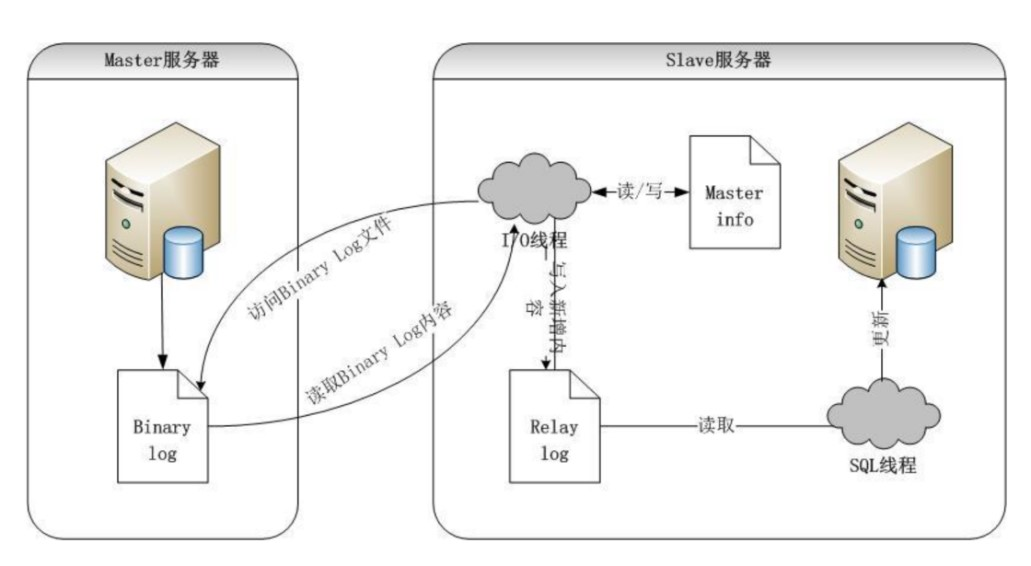 Master服务器
Slave服务器
Master
info
读/写
I/O线程
访问Binary Log文件
读取Binary Log内容
写入新增内
容
更新
Binary
log
Relay
log
读取
SQL线程